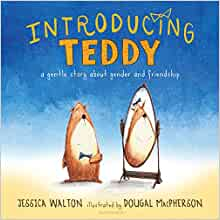 INTRODUCING
TEDDY
a gentle story about gender and friendship
JESSICA WALTON illustrated by DOUGAL MACPHERSON